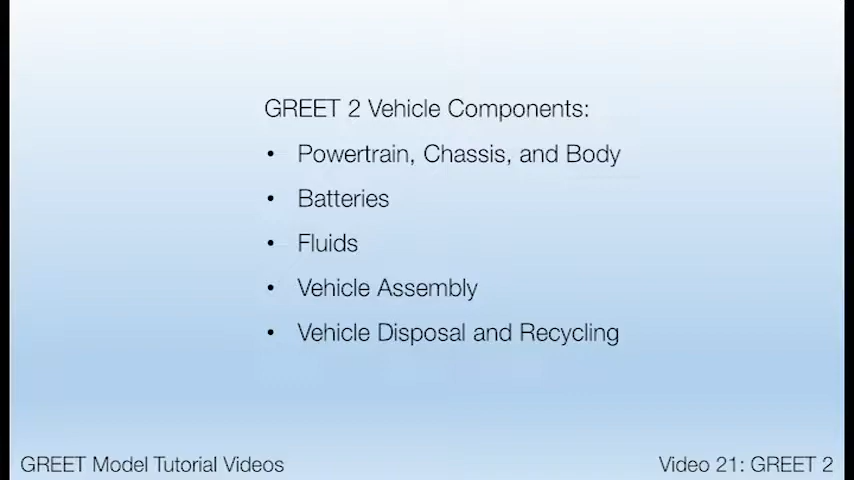 GREET 2 Vehicle Components:
• Powertrain, Chassis, and Body
• Batteries
• Fluids
• Vehicle Assembly
• Vehicle Disposal and Recycling
GREET Model Tutorial Videos
Video 21: GREET 2